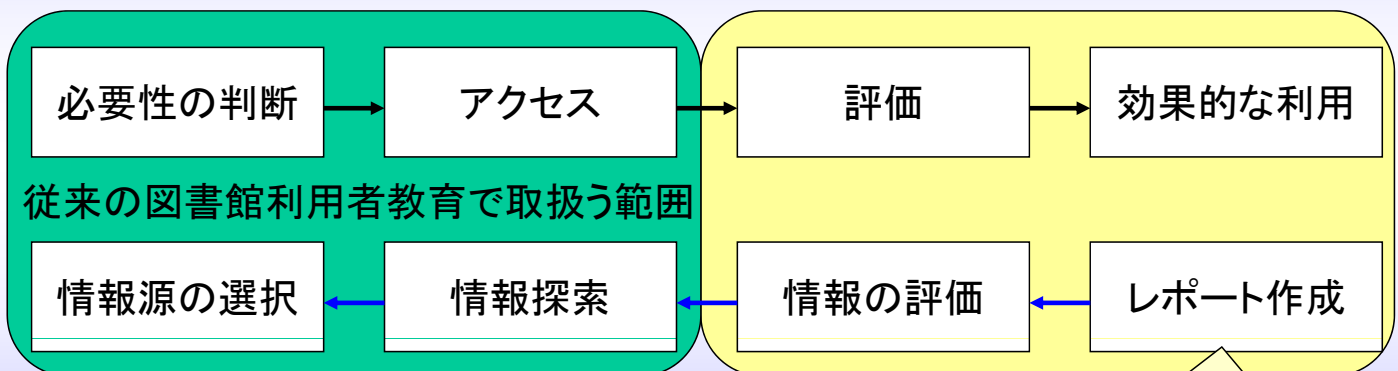 必要性の判断
アクセス
評価
効果的な利用
従来の図書館利用者教育で取扱う範囲
情報源の選択
情報探索
情報の評価
レポート作成